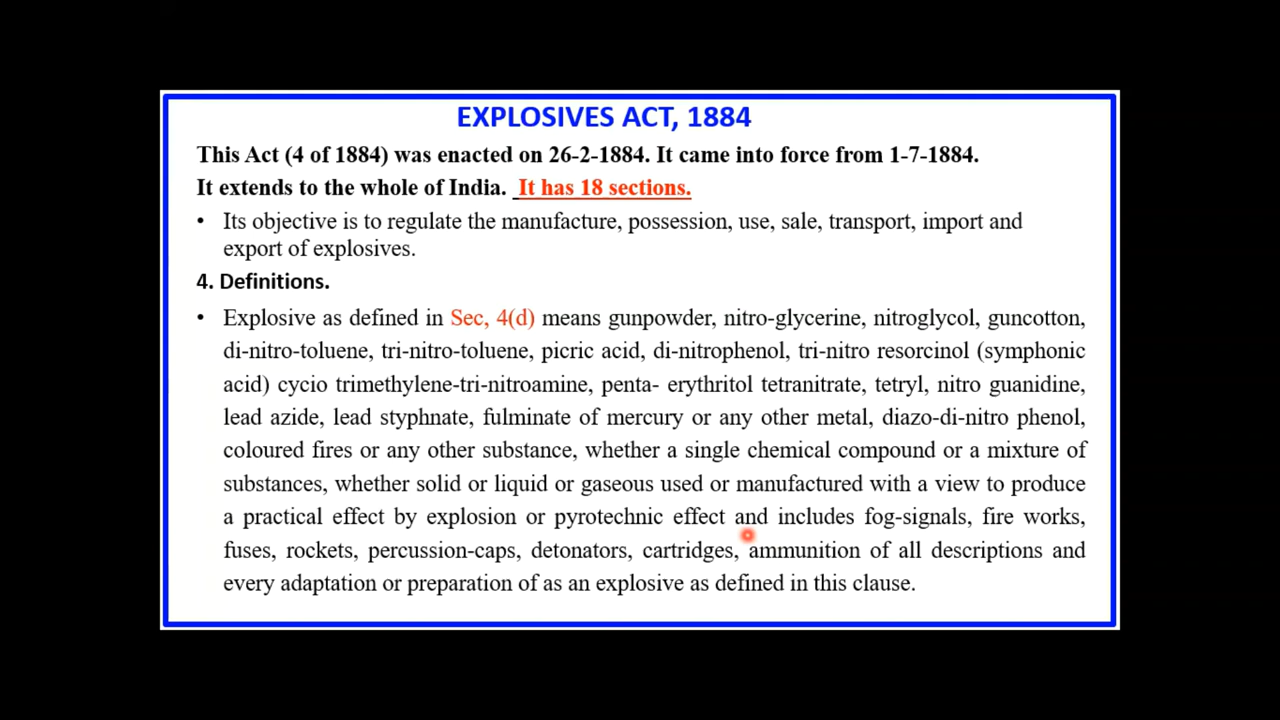 EXPLOSIVES ACT, 1884
This Act (4 of 1884) was enacted on 26-2-1884. It came into force from 1-7-1884.
It extends to the whole of India. It has 18 sections.
• Its objective is to regulate the manufacture, possession, use, sale, transport, import and
export of explosives.
4. Definitions.
• Explosive as defined in Sec, 4(d) means gunpowder, nitro-glycerine, nitroglycol, guncotton,
di-nitro-toluene, tri-nitro-toluene, picric acid, di-nitrophenol, tri-nitro resorcinol (symphonic
acid) cycio trimethylene-tri-nitroamine, penta- erythritol tetranitrate, tetryl, nitro guanidine,
lead azide, lead styphnate, fulminate of mercury or any other metal, diazo-di-nitro phenol,
coloured fires or any other substance, whether a single chemical compound or a mixture of
substances, whether solid or liquid or gaseous used or manufactured with a view to produce
a practical effect by explosion or pyrotechnic effect and includes fog-signals, fire works,
fuses, rockets, percussion-caps, detonators, cartridges, ammunition of all descriptions and
every adaptation or preparation of as an explosive as defined in this clause.